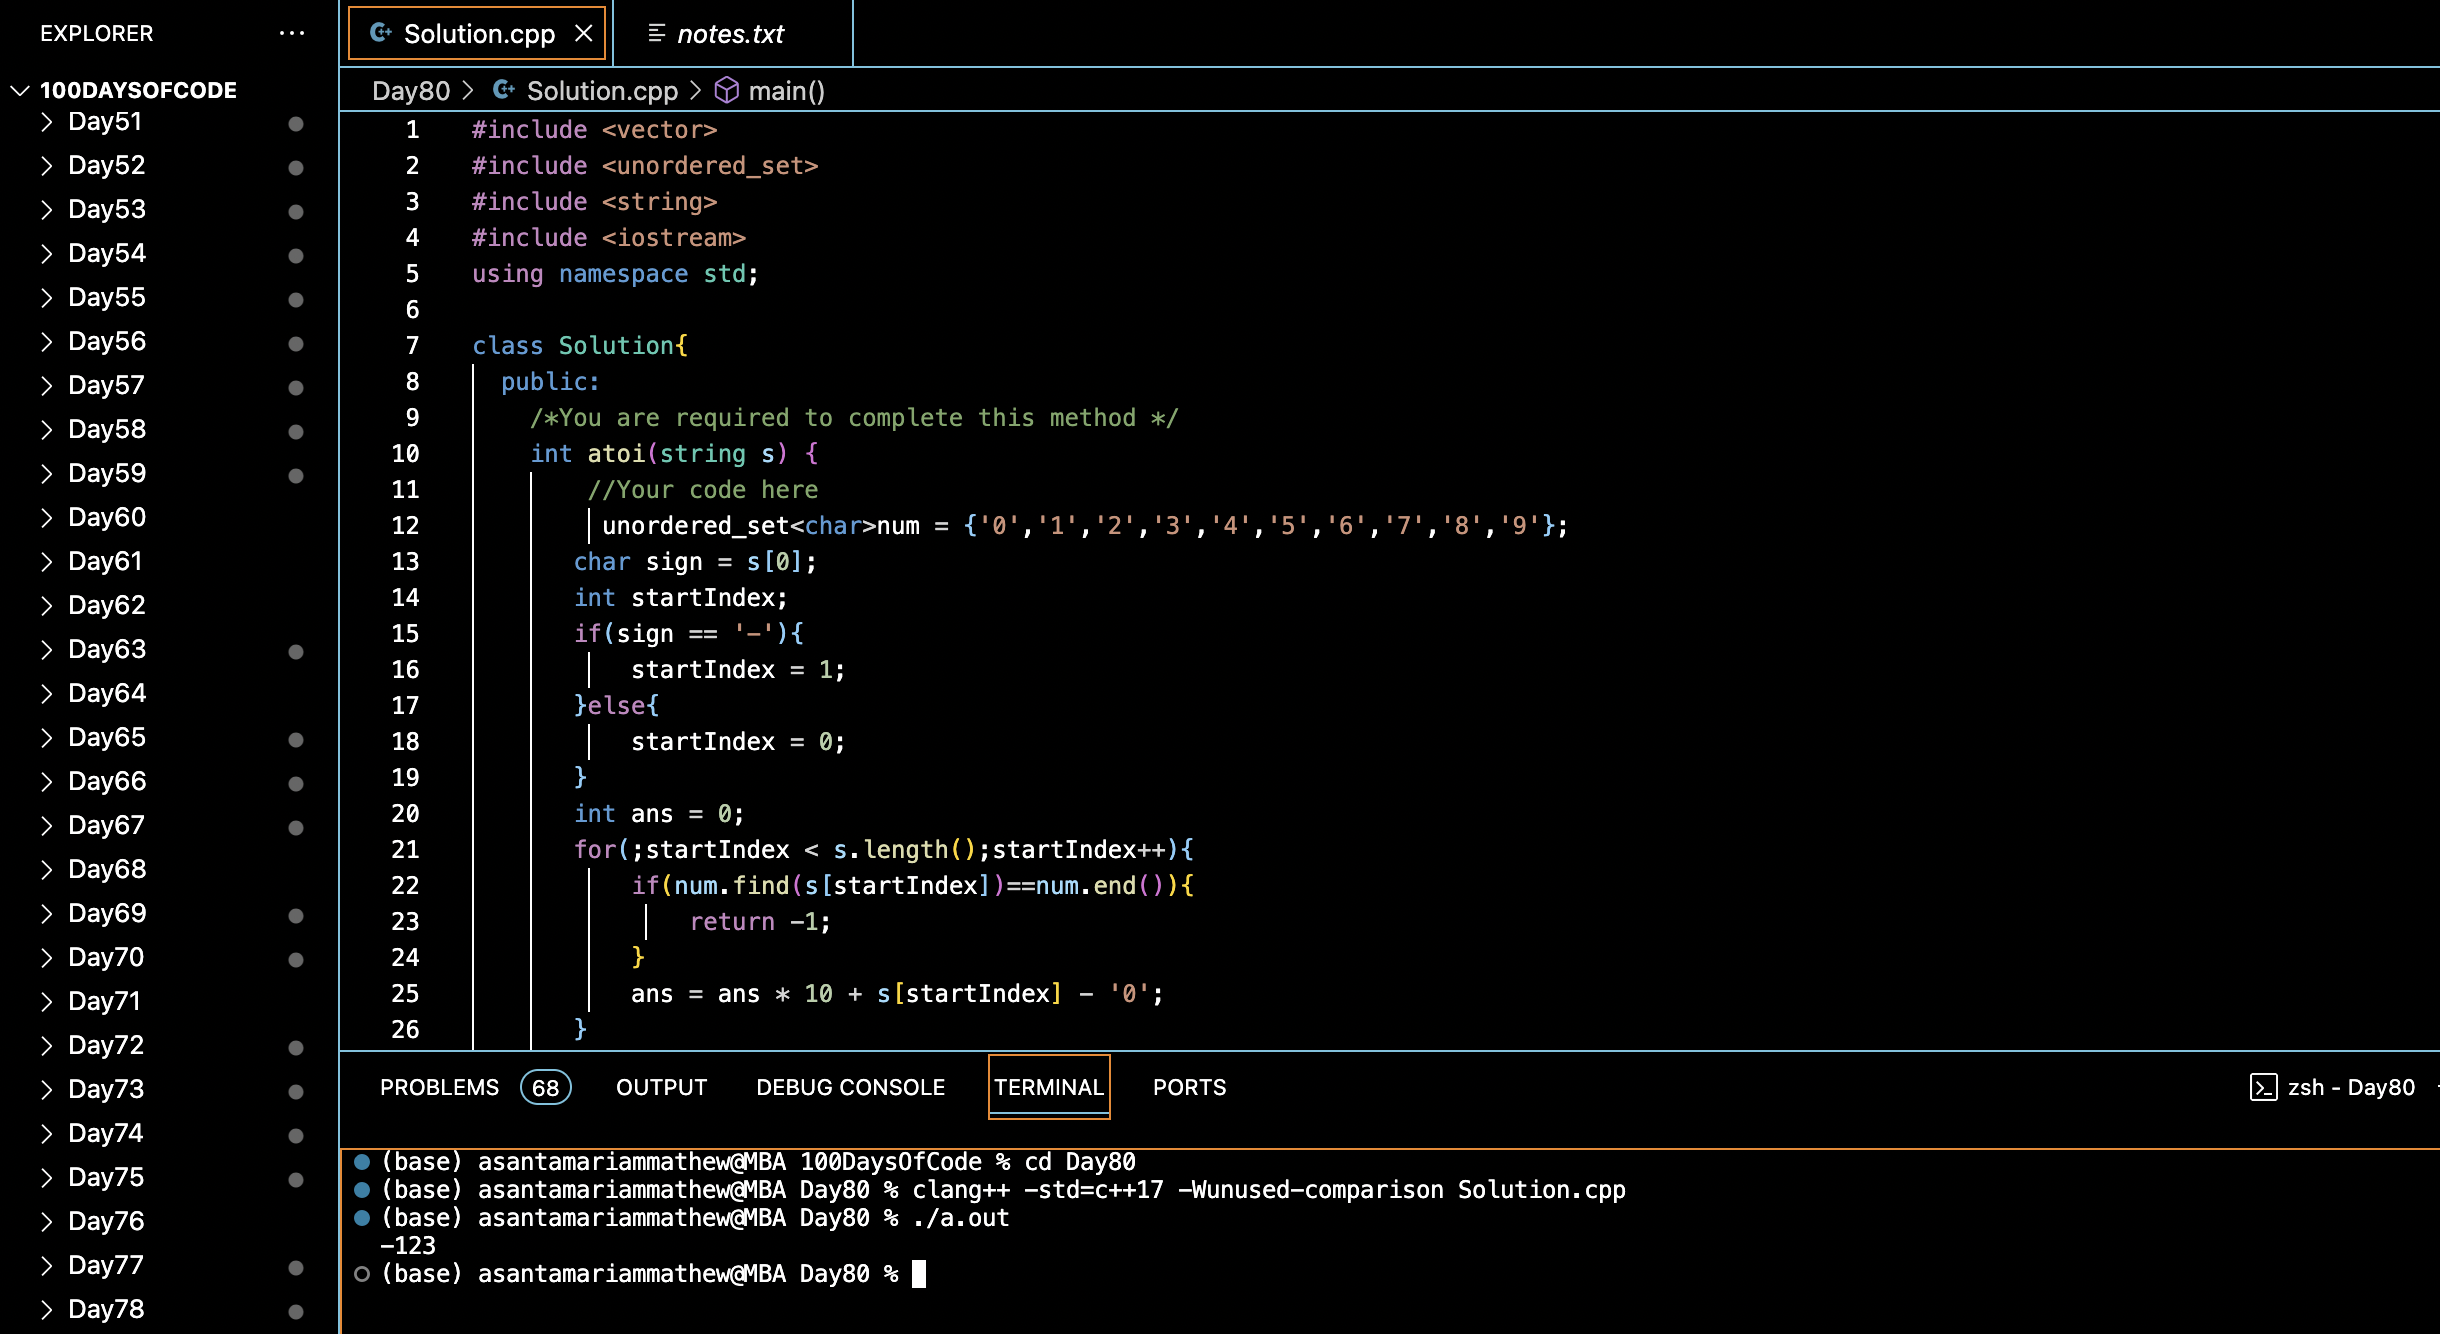 EXPLORER
100DAYSOFCODE
Day51
Day52
Day53
Day54
Day55
Day56
Day57
Day58
Day59
Day60
Day61
Day62
Day63
Day64
Day65
Day66
Day67
Day68
Day69
Day70
Day71
Day72
Day73
Day74
Day75
Day76
Day77
Day78
Solution.cpp
notes.txt
Day80 > Solution.cpp > main()
1 #include <vector>
2 #include <unordered_set>
3 #include <string>
4 #include <iostream>
5 using namespace std;
6
7 class Solution{
8 public:
9 /*You are required to complete this method */
10 int atoi(string s) {
11 //Your code here
12 unordered_set<char>num = {'0','1','2','3','4','5','6','7','8','9'};
13 char sign = s[0];
14 int startIndex;
15 if(sign == '-'){
16 startIndex = 1;
17 }else{
18 startIndex = 0;
19 }
20 int ans = 0;
21 for(;startIndex < s.length();startIndex++){
22 if(num.find(s[startIndex])==num.end()){
23 return -1;
24 }
25 ans = ans * 10 + s[startIndex] - '0';
26 }
PROBLEMS 68 OUTPUT DEBUG CONSOLE TERMINAL PORTS
zsh - Day80
(base) asantamariammathew@MBA 100DaysOfCode % cd Day80
(base) asantamariammathew@MBA Day80 % clang++ -std=c++17 -Wunused-comparison Solution.cpp
(base) asantamariammathew@MBA Day80 % ./a.out
-123
(base) asantamariammathew@MBA Day80 %